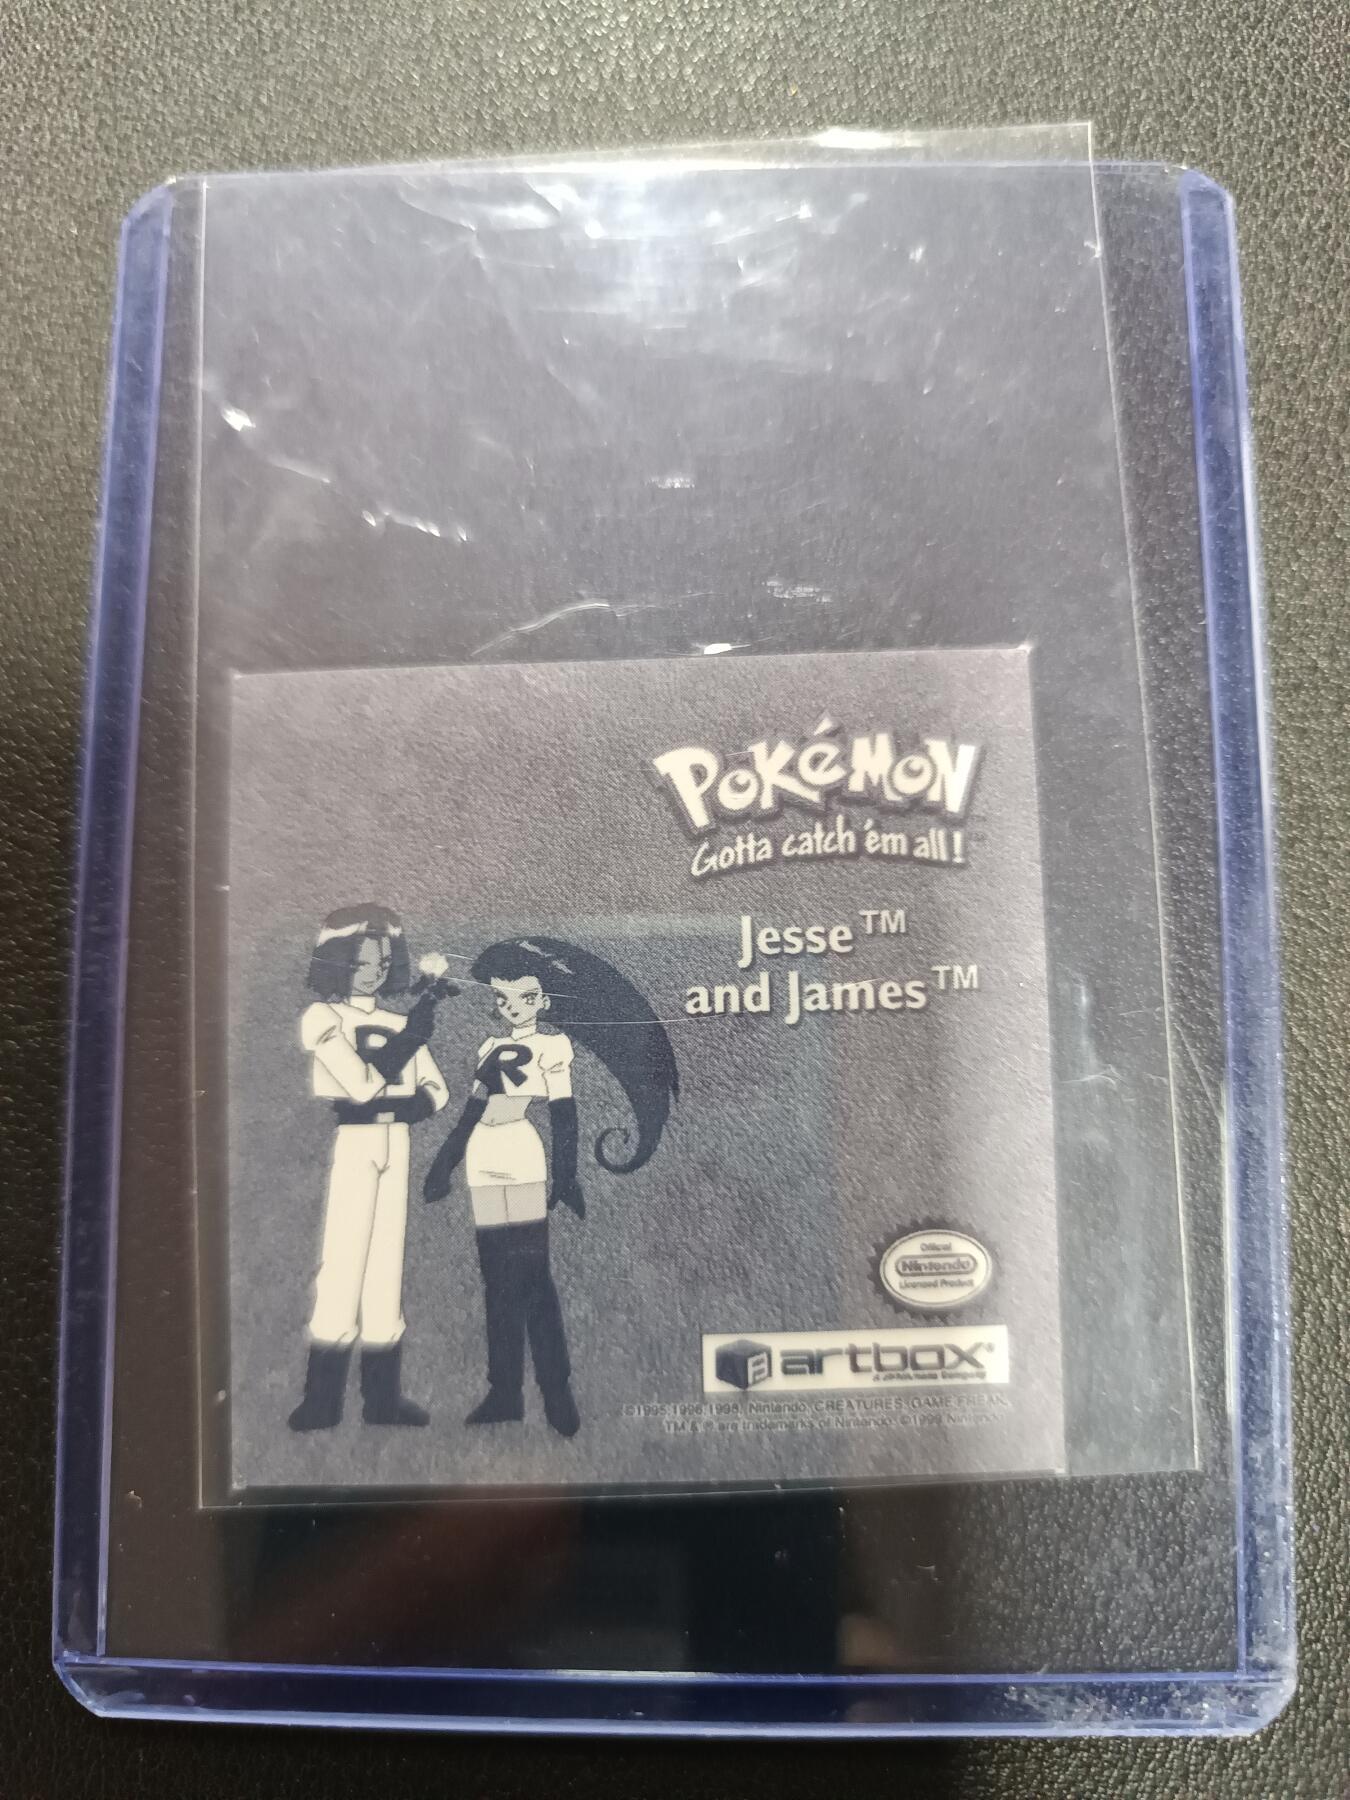 POKéMON
Gotta catch 'em all!
Jesse™
and James™
R
R
Official
Nintendo
Licensed Product
artbox®
©1995, 1996, 1998, Nintendo, CREATURES, GAME FREAK.
TM & ® are trademarks of Nintendo. ©1999 Nintendo.